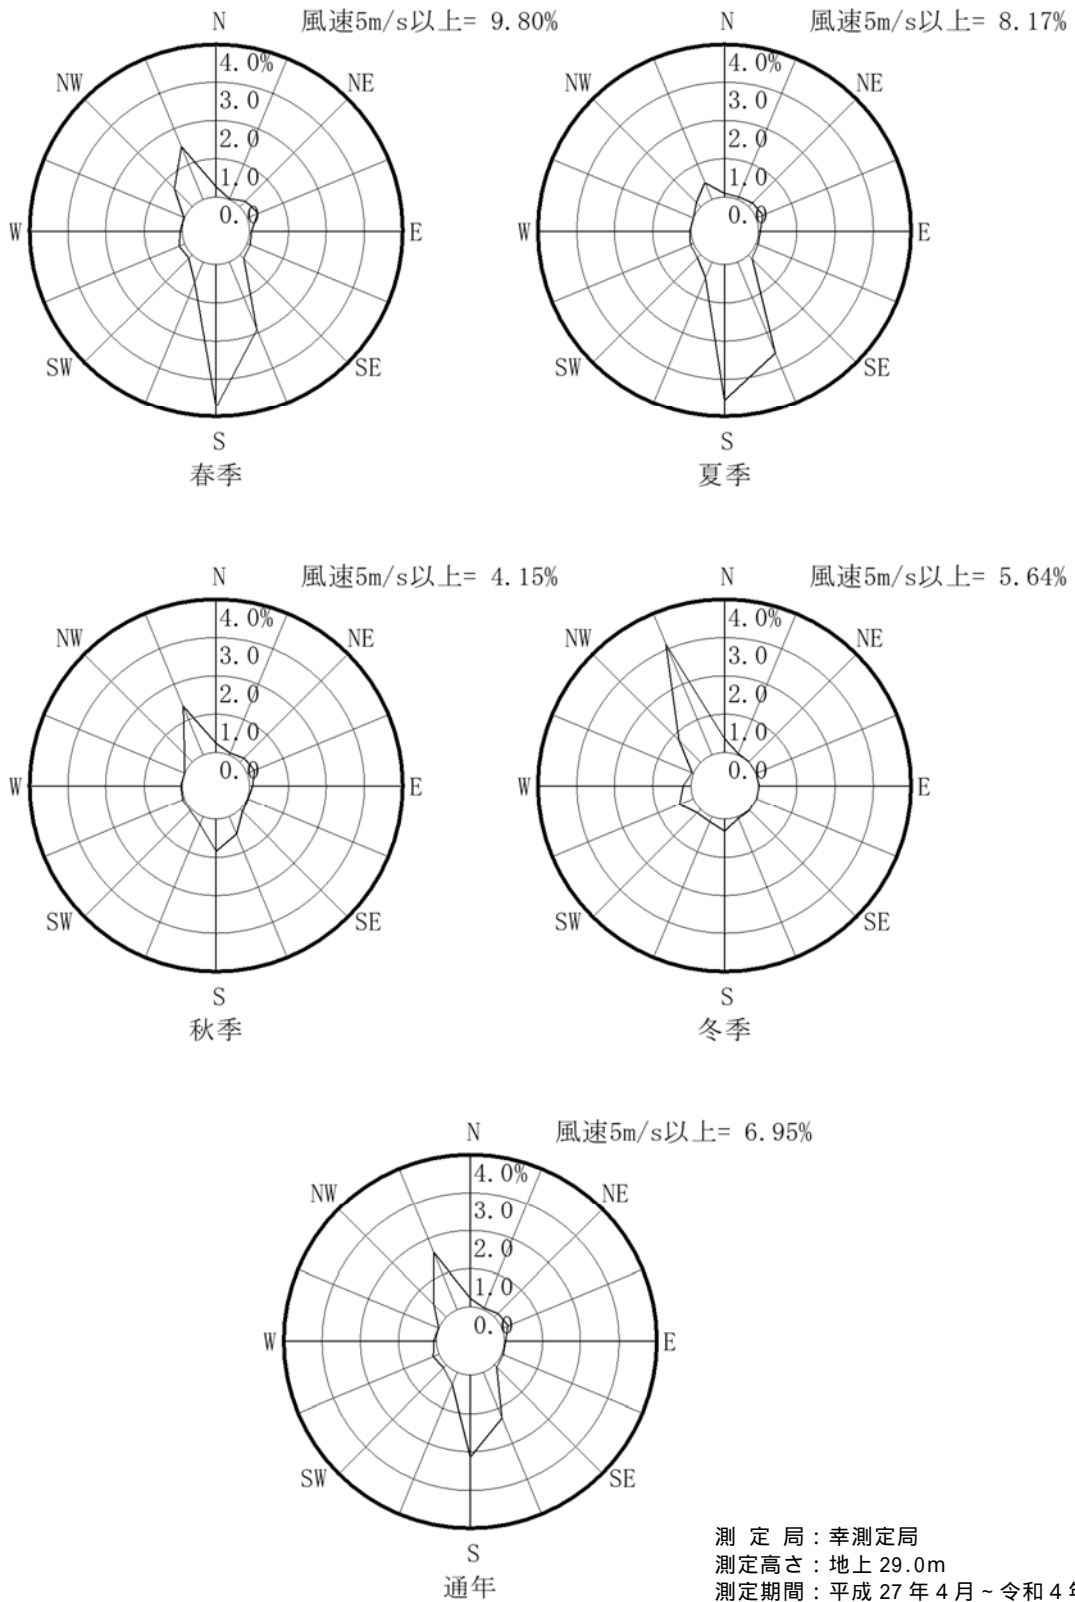 N 風速5m/s以上= 9.80%
4.0%
NW NE
3.0
2.0
1.0
0.0
W E
SW SE
S
春季
N 風速5m/s以上= 8.17%
4.0%
NW NE
3.0
2.0
1.0
0.0
W E
SW SE
S
夏季
N 風速5m/s以上= 4.15%
4.0%
NW NE
3.0
2.0
1.0
0.0
W E
SW SE
S
秋季
N 風速5m/s以上= 5.64%
4.0%
NW NE
3.0
2.0
1.0
0.0
W E
SW SE
S
冬季
N 風速5m/s以上= 6.95%
4.0%
NW NE
3.0
2.0
1.0
0.0
W E
SW SE
S
通年
測 定 局：幸測定局
測定高さ：地上 29.0m
測定期間：平成 27 年 4 月 ~ 令和 4 年